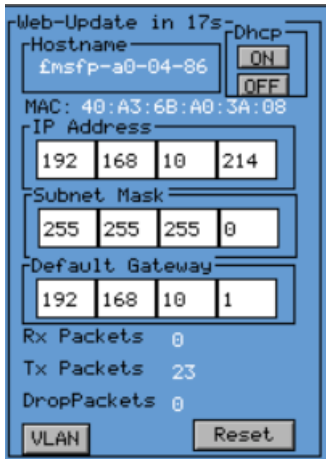 Web-Update in 17s
Dhcp
Hostname
ON
£msfp-a0-04-86
OFF
MAC: 40:A3:6B:A0:3A:08
IP Address
192 168 10 214
Subnet Mask
255 255 255 0
Default Gateway
192 168 10 1
Rx Packets 0
Tx Packets 23
DropPackets 0
VLAN Reset